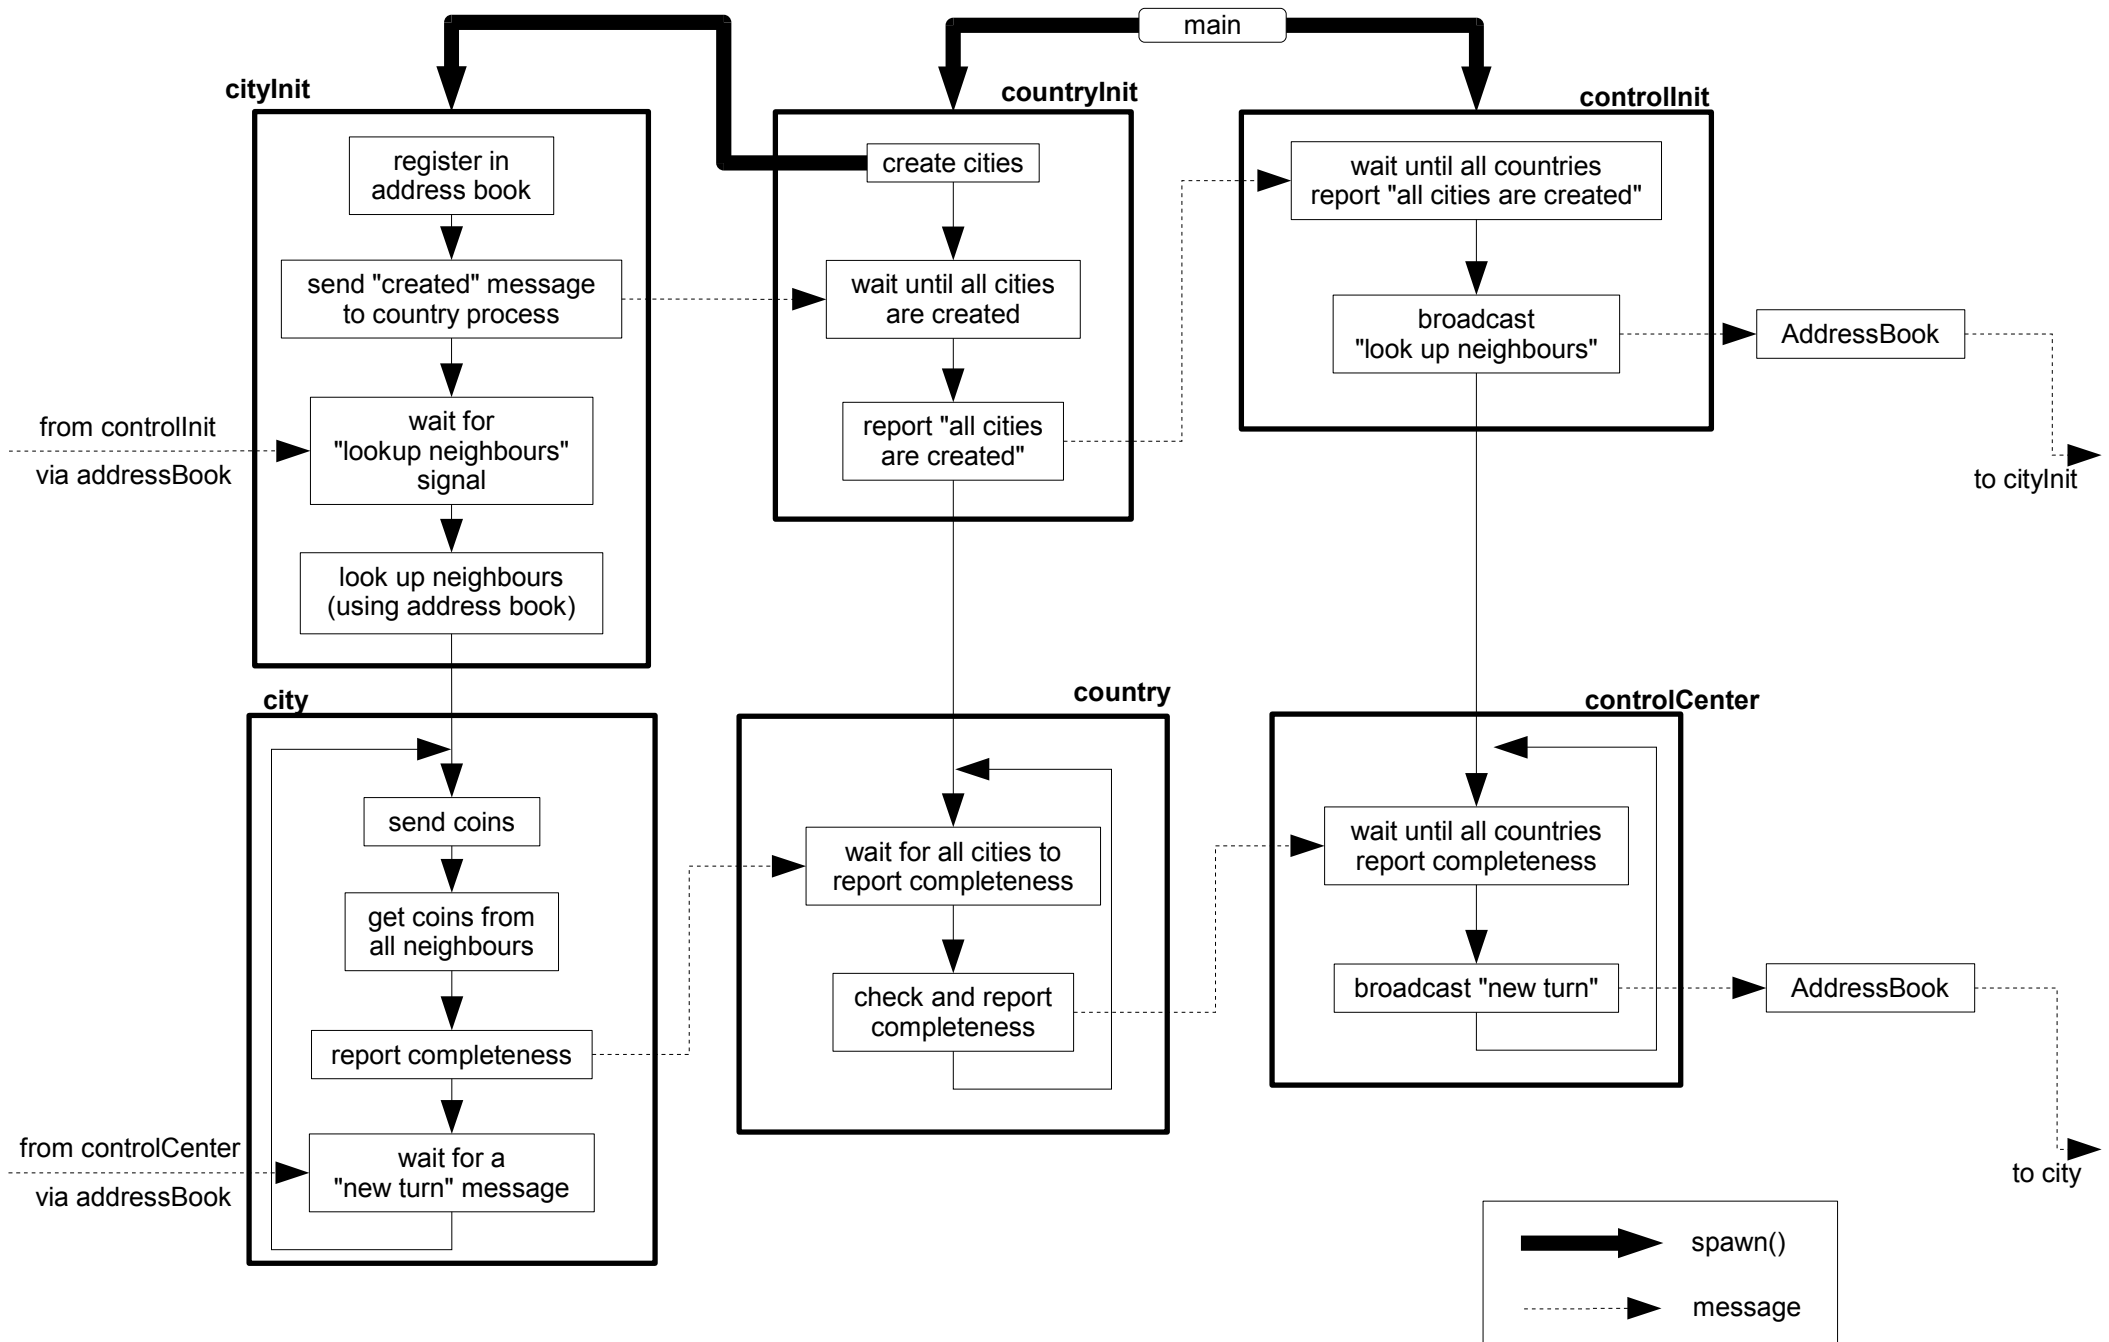 main
cityInit
countryInit
controlInit
register in
address book
send "created" message
to country process
wait for
"lookup neighbours"
signal
look up neighbours
(using address book)
from controlInit
via addressBook
create cities
wait until all cities
are created
report "all cities
are created"
wait until all countries
report "all cities are created"
broadcast
"look up neighbours"
AddressBook
to cityInit
city
country
controlCenter
send coins
get coins from
all neighbours
report completeness
wait for a
"new turn" message
from controlCenter
via addressBook
wait for all cities to
report completeness
check and report
completeness
wait until all countries
report completeness
broadcast "new turn"
AddressBook
to city
spawn()
message